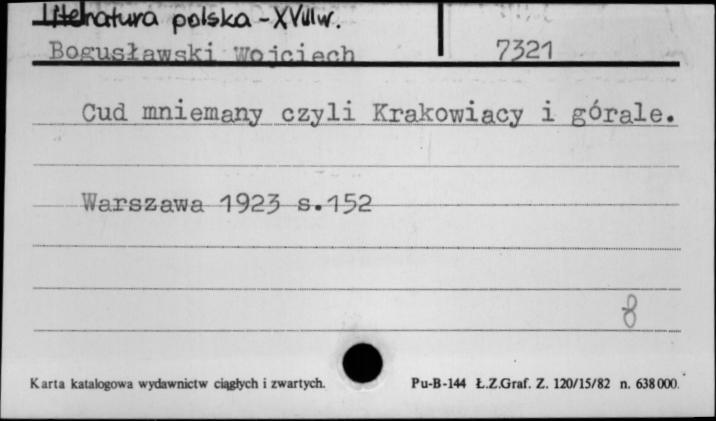 Literatura polska - XVIII w.
Bogusławski Wojciech 7321
Cud mniemany czyli Krakowiacy i górale.
Warszawa 1923 s.152
8
Karta katalogowa wydawnictw ciągłych i zwartych. Pu-B-144 Ł.Z.Graf. Z. 120/15/82 n. 638000.